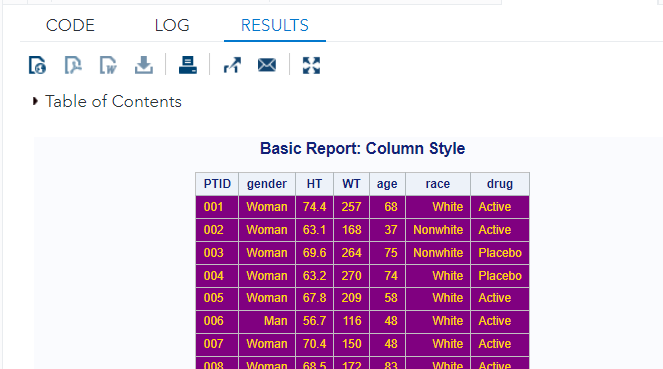 CODE LOG RESULTS
Table of Contents
Basic Report: Column Style
PTID gender HT WT age race drug
001 Woman 74.4 257 68 White Active
002 Woman 63.1 168 37 Nonwhite Active
003 Woman 69.6 264 75 Nonwhite Placebo
004 Woman 63.2 270 74 White Placebo
005 Woman 67.8 209 58 White Active
006 Man 56.7 116 48 White Active
007 Woman 70.4 150 48 White Active
008 Woman 68.5 172 83 White Active